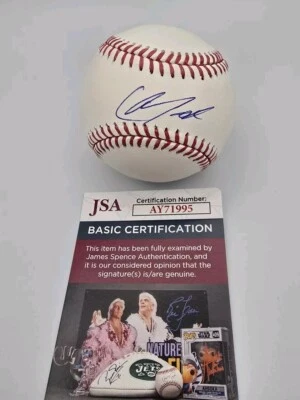 JSA
Certification Number:
AY71995
BASIC CERTIFICATION
This item has been fully examined by
James Spence Authentication, and
it is our considered opinion that the
signature(s) is/are genuine.
JETS